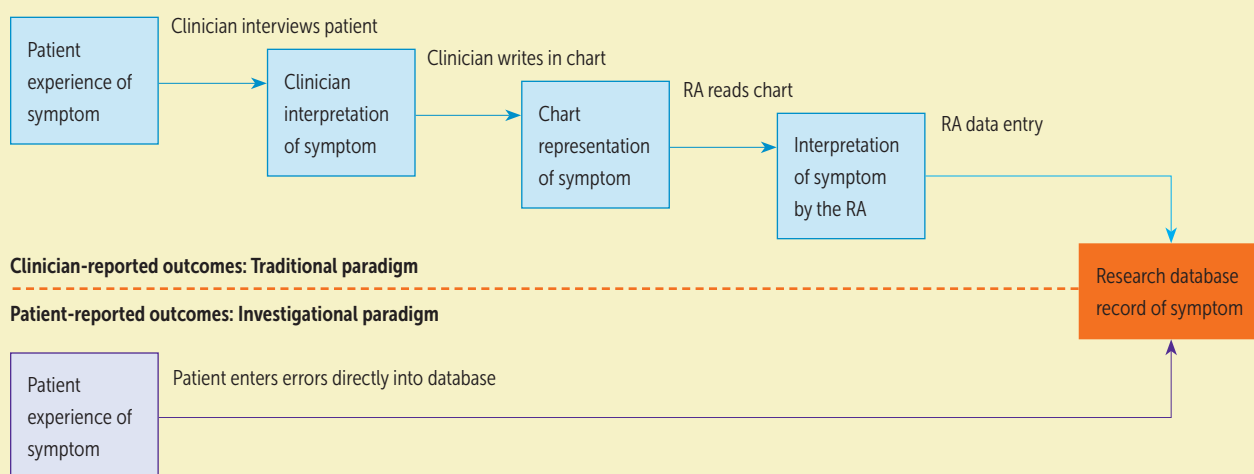 Clinician interviews patient
Patient
experience of
symptom
Clinician writes in chart
Clinician
interpretation
of symptom
RA reads chart
Chart
representation
of symptom
RA data entry
Interpretation
of symptom
by the RA
Clinician-reported outcomes: Traditional paradigm
Research database
record of symptom
Patient-reported outcomes: Investigational paradigm
Patient
experience of
symptom
Patient enters errors directly into database